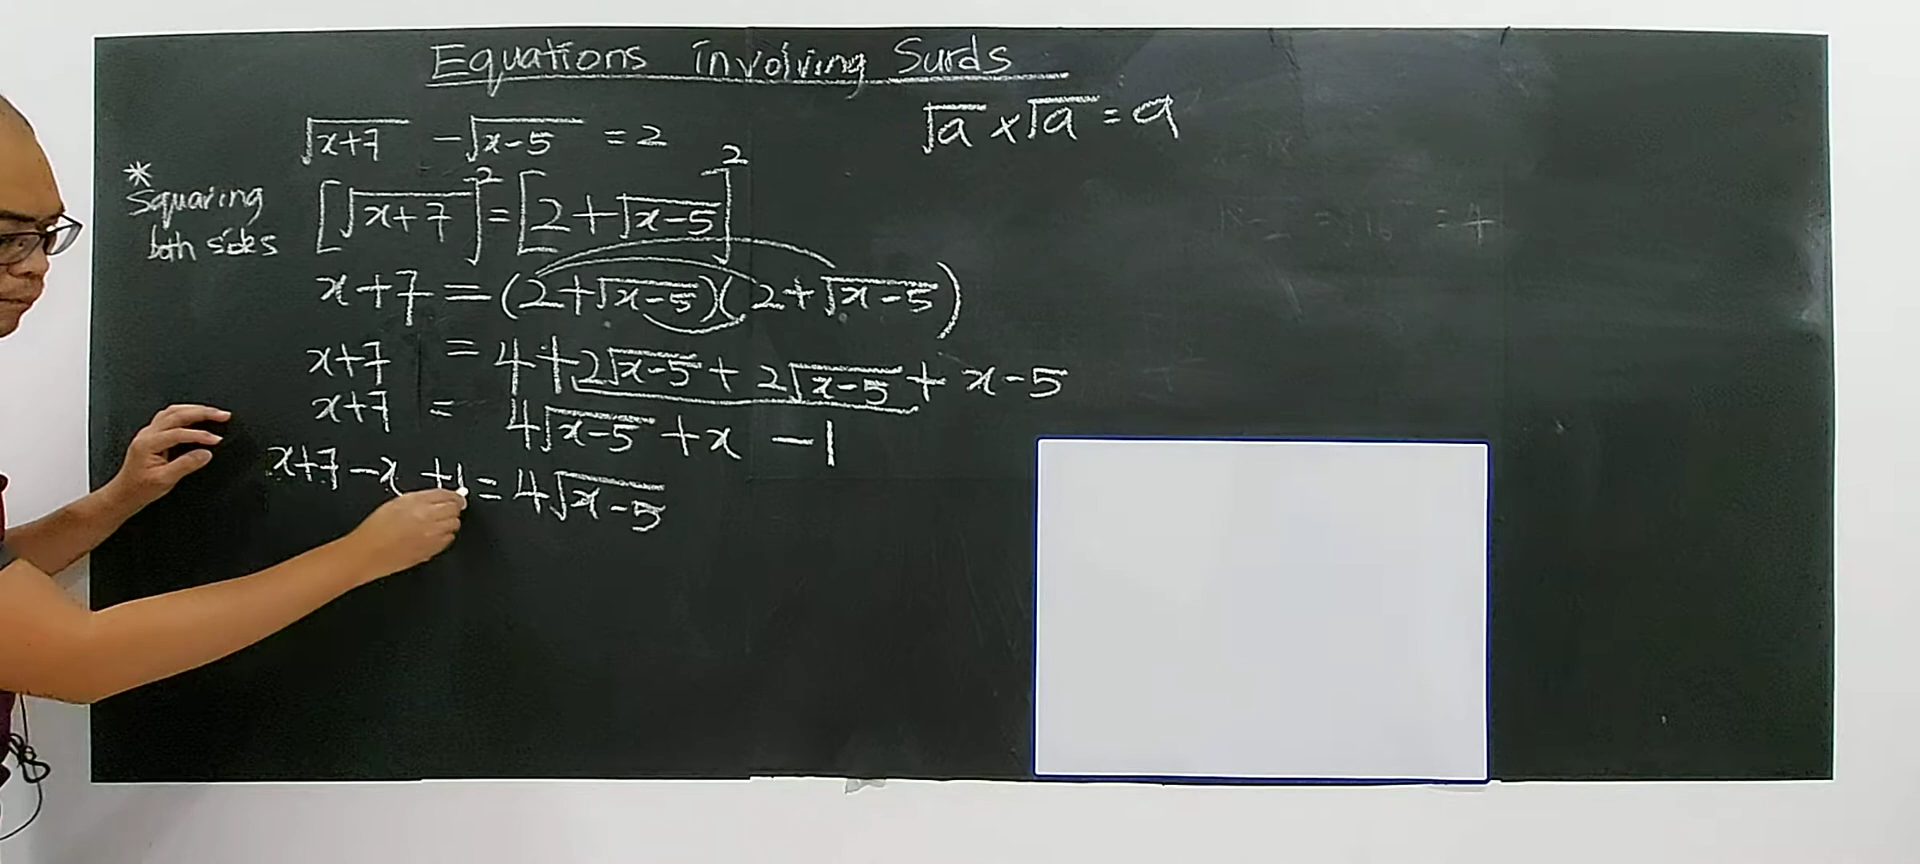 Equations involving Surds
√a × √a = a
√x+7 - √x-5 = 2
* Squaring both sides
[√x+7]² = [2+√x-5]²
x+7 = (2+√x-5)(2+√x-5)
x+7 = 4+2√x-5 + 2√x-5 + x-5
x+7 = 4√x-5 + x - 1
x+7-x+1 = 4√x-5